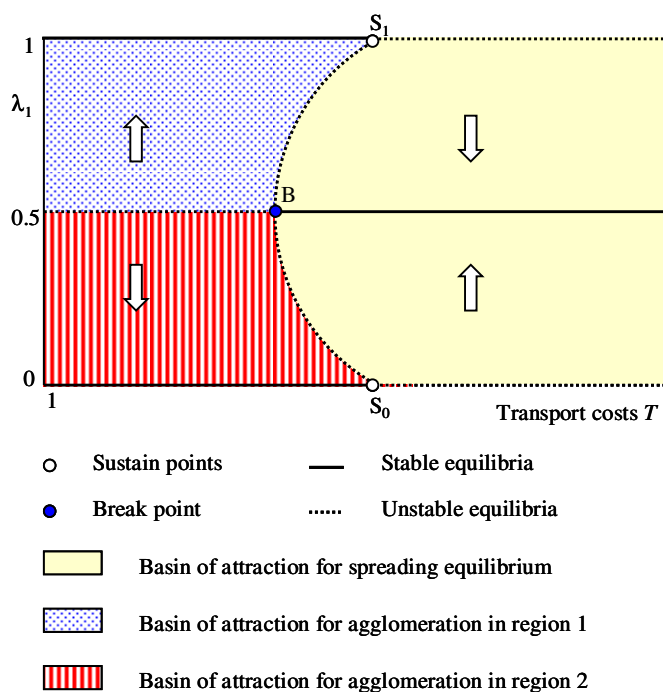 S1
1
λ1
B
0.5
0
1
S0
Transport costs T
Sustain points
Stable equilibria
Break point
Unstable equilibria
Basin of attraction for spreading equilibrium
Basin of attraction for agglomeration in region 1
Basin of attraction for agglomeration in region 2